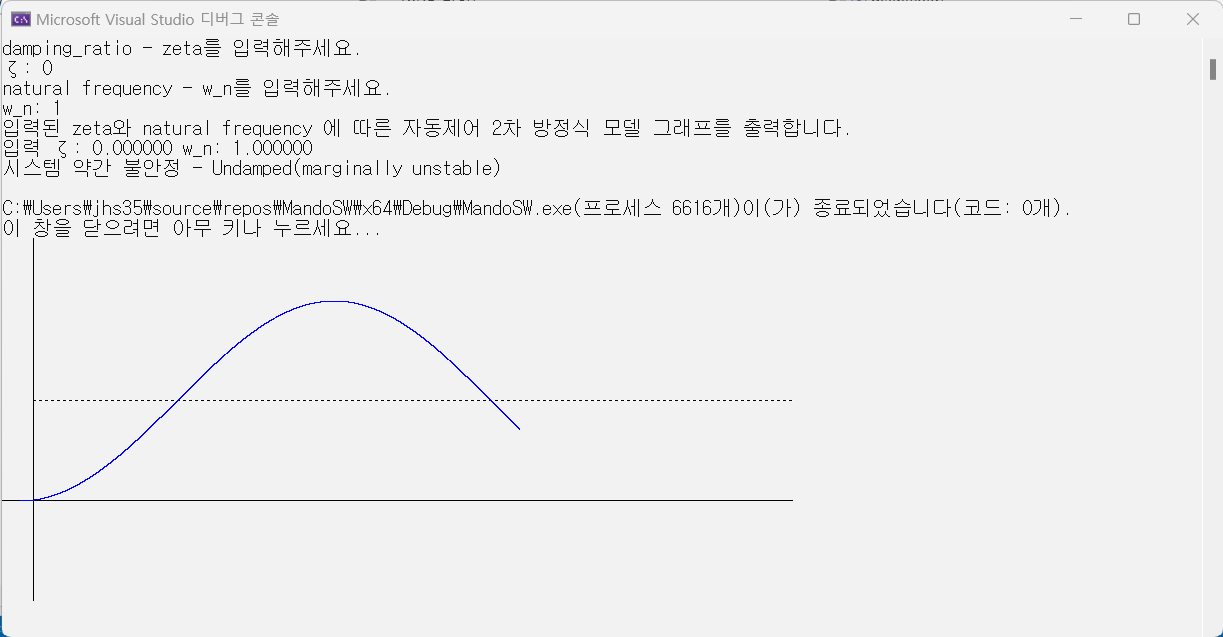 Microsoft Visual Studio 디버그 콘솔
damping_ratio - zeta를 입력해주세요.
ζ: 0
natural frequency - w_n를 입력해주세요.
w_n: 1
입력된 zeta와 natural frequency 에 따른 자동제어 2차 방정식 모델 그래프를 출력합니다.
입력 ζ: 0.000000 w_n: 1.000000
시스템 약간 불안정 - Undamped(marginally unstable)
C:₩Users₩jhs35₩source₩repos₩MandoSW₩x64₩Debug₩MandoSW.exe(프로세스 6616개)이(가) 종료되었습니다(코드: 0개).
이 창을 닫으려면 아무 키나 누르세요...